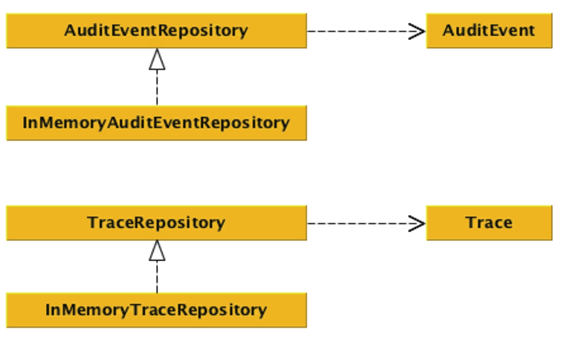 AuditEventRepository
AuditEvent
InMemoryAuditEventRepository
TraceRepository
Trace
InMemoryTraceRepository